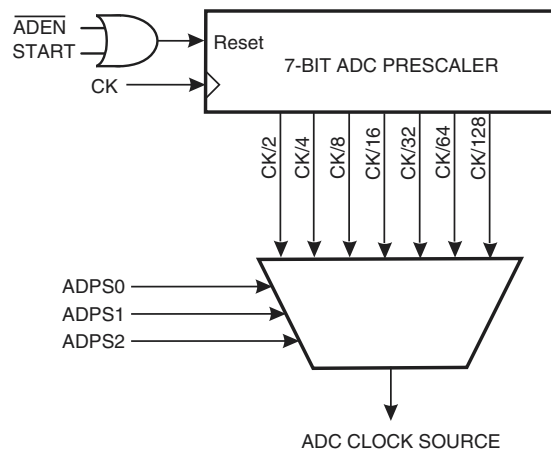 ADEN
START
Reset
7-BIT ADC PRESCALER
CK
CK/2
CK/4
CK/8
CK/16
CK/32
CK/64
CK/128
ADPS0
ADPS1
ADPS2
ADC CLOCK SOURCE